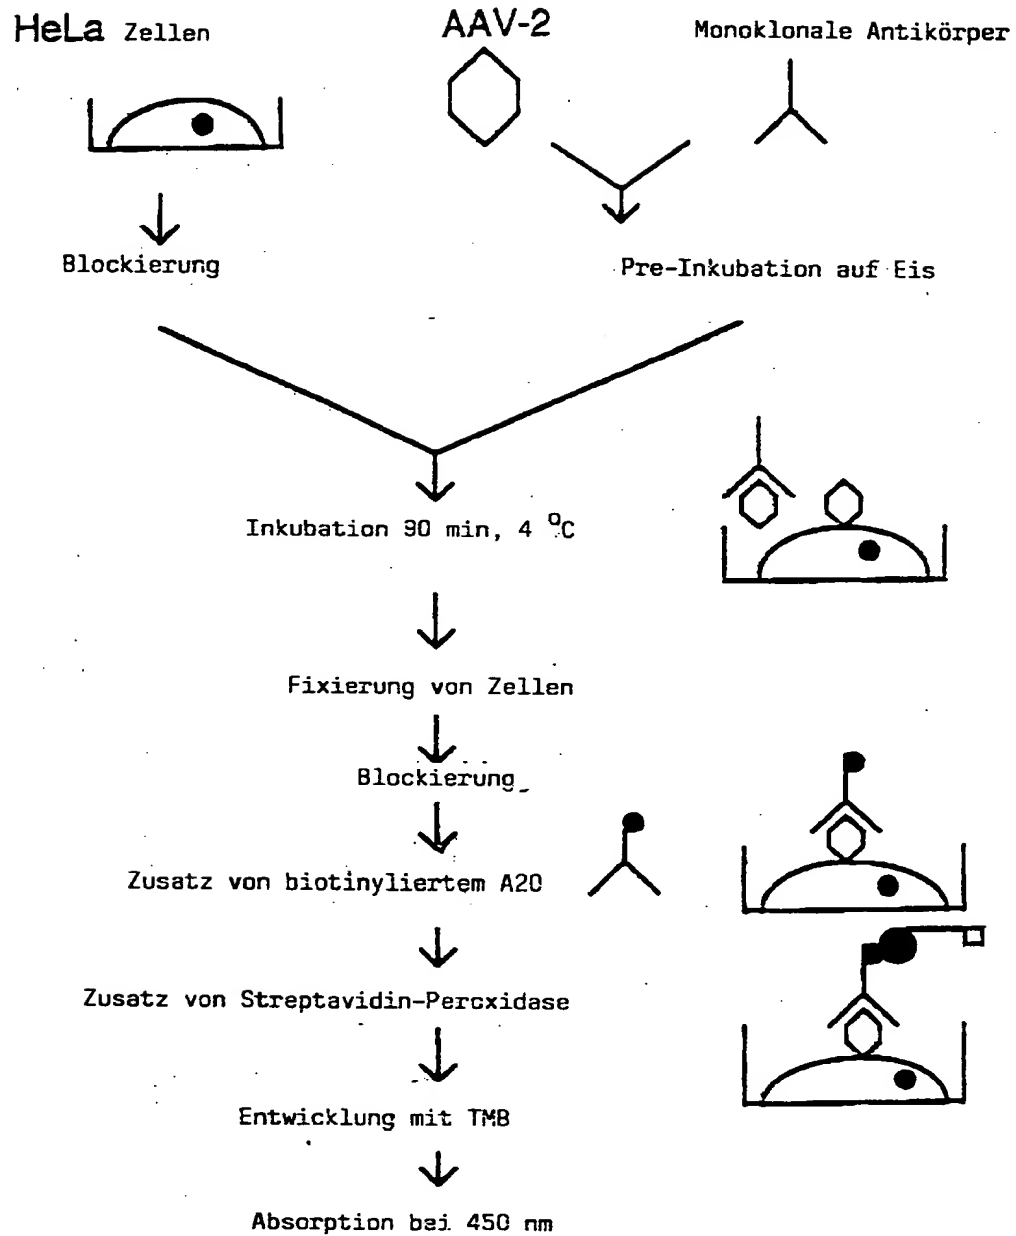 HeLa Zellen
AAV-2
Monoklonale Antikörper
Blockierung
Pre-Inkubation auf Eis
Inkubation 90 min, 4 °C
Fixierung von Zellen
Blockierung
Zusatz von biotinyliertem A20
Zusatz von Streptavidin-Peroxidase
Entwicklung mit TMB
Absorption bei 450 nm